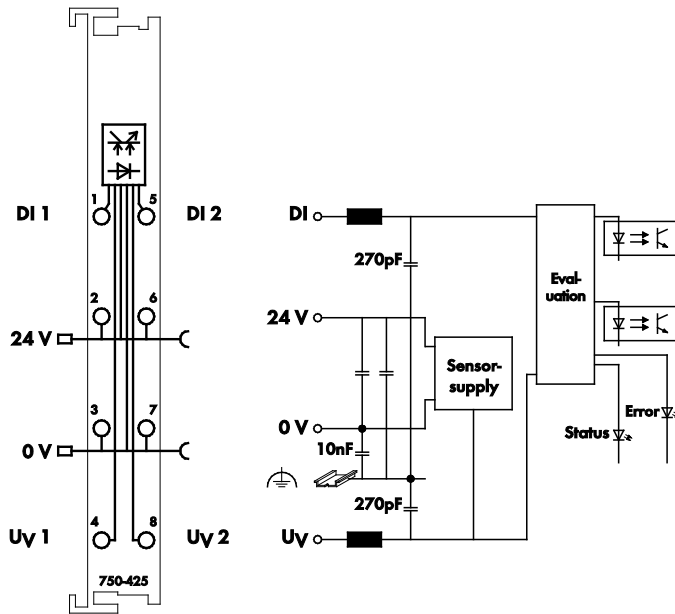 1
5
DI 1
DI 2
2
6
24 V
3
7
0 V
4
8
UV 1
UV 2
750-425
DI
270pF
Eval-
uation
24 V
Sensor-
supply
0 V
10nF
Error
Status
270pF
UV